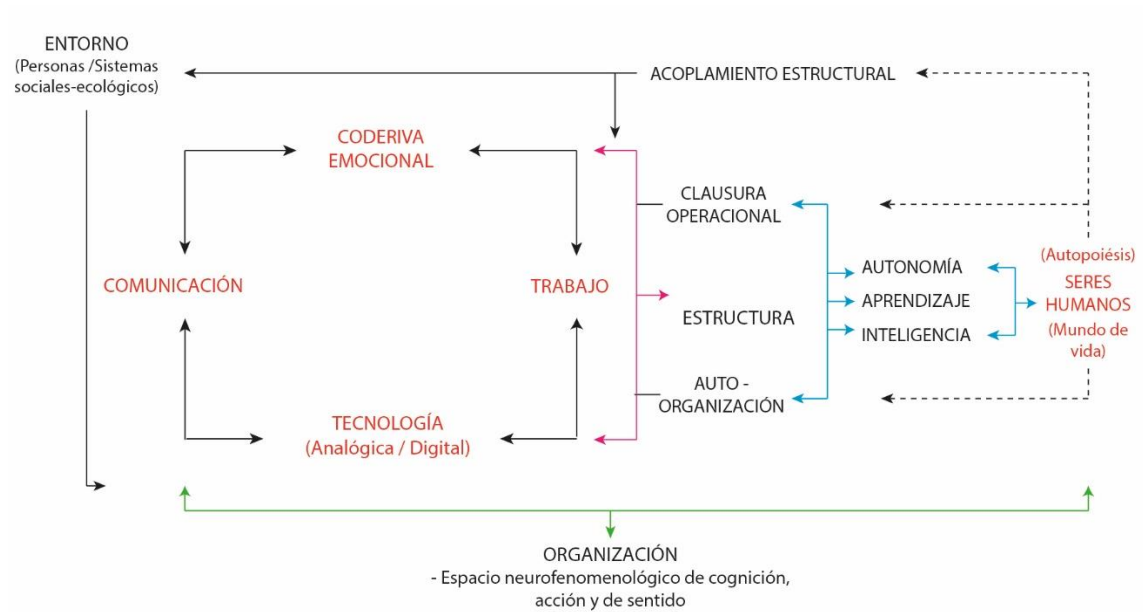 ENTORNO
(Personas /Sistemas
sociales-ecológicos)
ACOPLAMIENTO ESTRUCTURAL
CODERIVA
EMOCIONAL
CLAUSURA
OPERACIONAL
COMUNICACIÓN
TRABAJO
ESTRUCTURA
AUTONOMÍA
APRENDIZAJE
INTELIGENCIA
(Autopoiésis)
SERES
HUMANOS
(Mundo de
vida)
AUTO -
ORGANIZACIÓN
TECNOLOGÍA
(Analógica / Digital)
ORGANIZACIÓN
- Espacio neurofenomenológico de cognición,
acción y de sentido